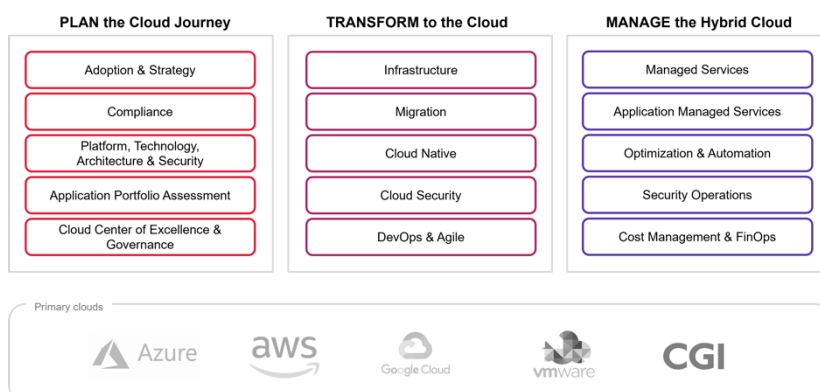 PLAN the Cloud Journey
Adoption & Strategy
Compliance
Platform, Technology,
Architecture & Security
Application Portfolio Assessment
Cloud Center of Excellence &
Governance
TRANSFORM to the Cloud
Infrastructure
Migration
Cloud Native
Cloud Security
DevOps & Agile
MANAGE the Hybrid Cloud
Managed Services
Application Managed Services
Optimization & Automation
Security Operations
Cost Management & FinOps
Primary clouds
Azure
aws
Google Cloud
vmware
CGI